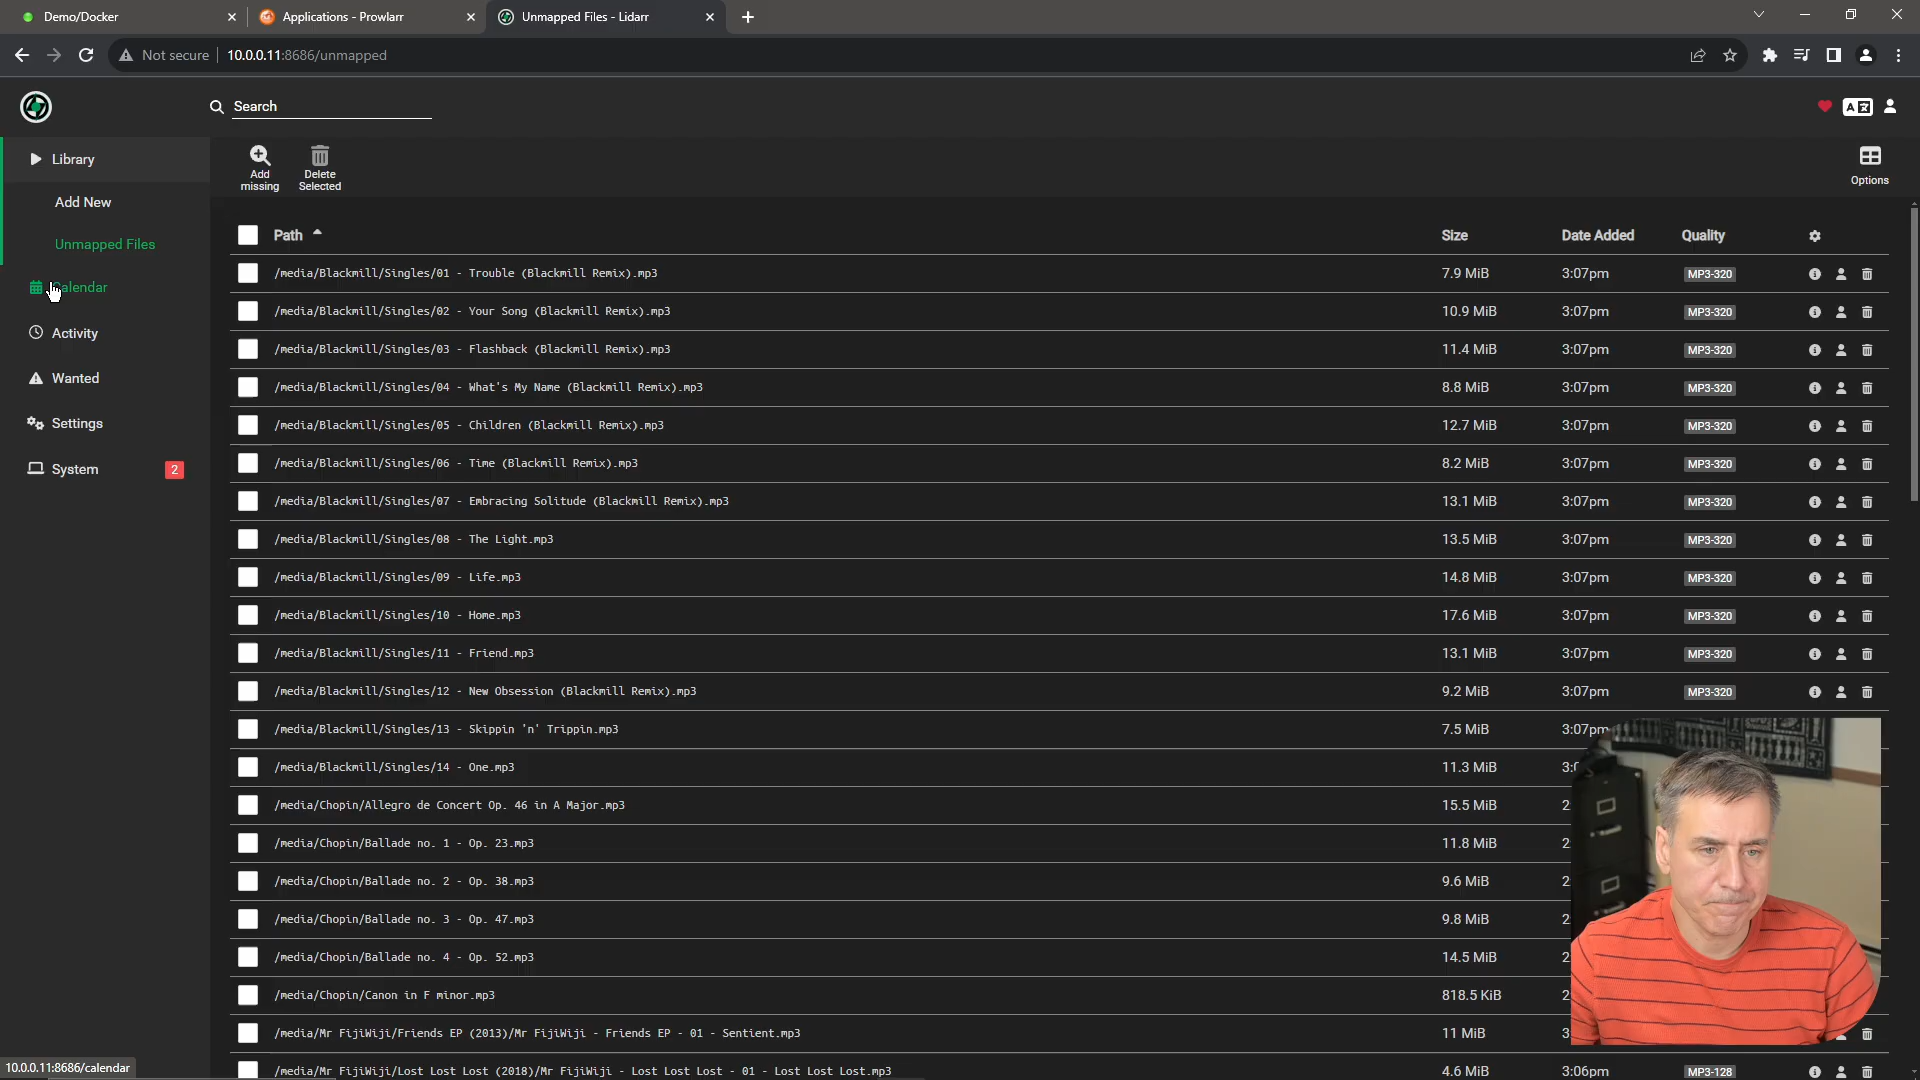 Demo/Docker
Applications - Prowlarr
Unmapped Files - Lidarr
Not secure
10.0.0.11:8686/unmapped
Search
Library
Add New
Unmapped Files
Calendar
Activity
Wanted
Settings
System 2
Add missing
Delete Selected
Options
Path Size Date Added Quality
/media/Blackmill/Singles/01 - Trouble (Blackmill Remix).mp3 7.9 MiB 3:07pm MP3-320
/media/Blackmill/Singles/02 - Your Song (Blackmill Remix).mp3 10.9 MiB 3:07pm MP3-320
/media/Blackmill/Singles/03 - Flashback (Blackmill Remix).mp3 11.4 MiB 3:07pm MP3-320
/media/Blackmill/Singles/04 - What's My Name (Blackmill Remix).mp3 8.8 MiB 3:07pm MP3-320
/media/Blackmill/Singles/05 - Children (Blackmill Remix).mp3 12.7 MiB 3:07pm MP3-320
/media/Blackmill/Singles/06 - Time (Blackmill Remix).mp3 8.2 MiB 3:07pm MP3-320
/media/Blackmill/Singles/07 - Embracing Solitude (Blackmill Remix).mp3 13.1 MiB 3:07pm MP3-320
/media/Blackmill/Singles/08 - The Light.mp3 13.5 MiB 3:07pm MP3-320
/media/Blackmill/Singles/09 - Life.mp3 14.8 MiB 3:07pm MP3-320
/media/Blackmill/Singles/10 - Home.mp3 17.6 MiB 3:07pm MP3-320
/media/Blackmill/Singles/11 - Friend.mp3 13.1 MiB 3:07pm MP3-320
/media/Blackmill/Singles/12 - New Obsession (Blackmill Remix).mp3 9.2 MiB 3:07pm MP3-320
/media/Blackmill/Singles/13 - Skippin 'n' Trippin.mp3 7.5 MiB 3:07pm
/media/Blackmill/Singles/14 - One.mp3 11.3 MiB
/media/Chopin/Allegro de Concert Op. 46 in A Major.mp3 15.5 MiB
/media/Chopin/Ballade no. 1 - Op. 23.mp3 11.8 MiB
/media/Chopin/Ballade no. 2 - Op. 38.mp3 9.6 MiB
/media/Chopin/Ballade no. 3 - Op. 47.mp3 9.8 MiB
/media/Chopin/Ballade no. 4 - Op. 52.mp3 14.5 MiB
/media/Chopin/Canon in F minor.mp3 818.5 KiB
/media/Mr FijiWiji/Friends EP (2013)/Mr FijiWiji - Friends EP - 01 - Sentient.mp3 11 MiB
/media/Mr FijiWiji/Lost Lost Lost (2018)/Mr FijiWiji - Lost Lost Lost - 01 - Lost Lost Lost.mp3 4.6 MiB 3:06pm MP3-128
10.0.0.11:8686/calendar